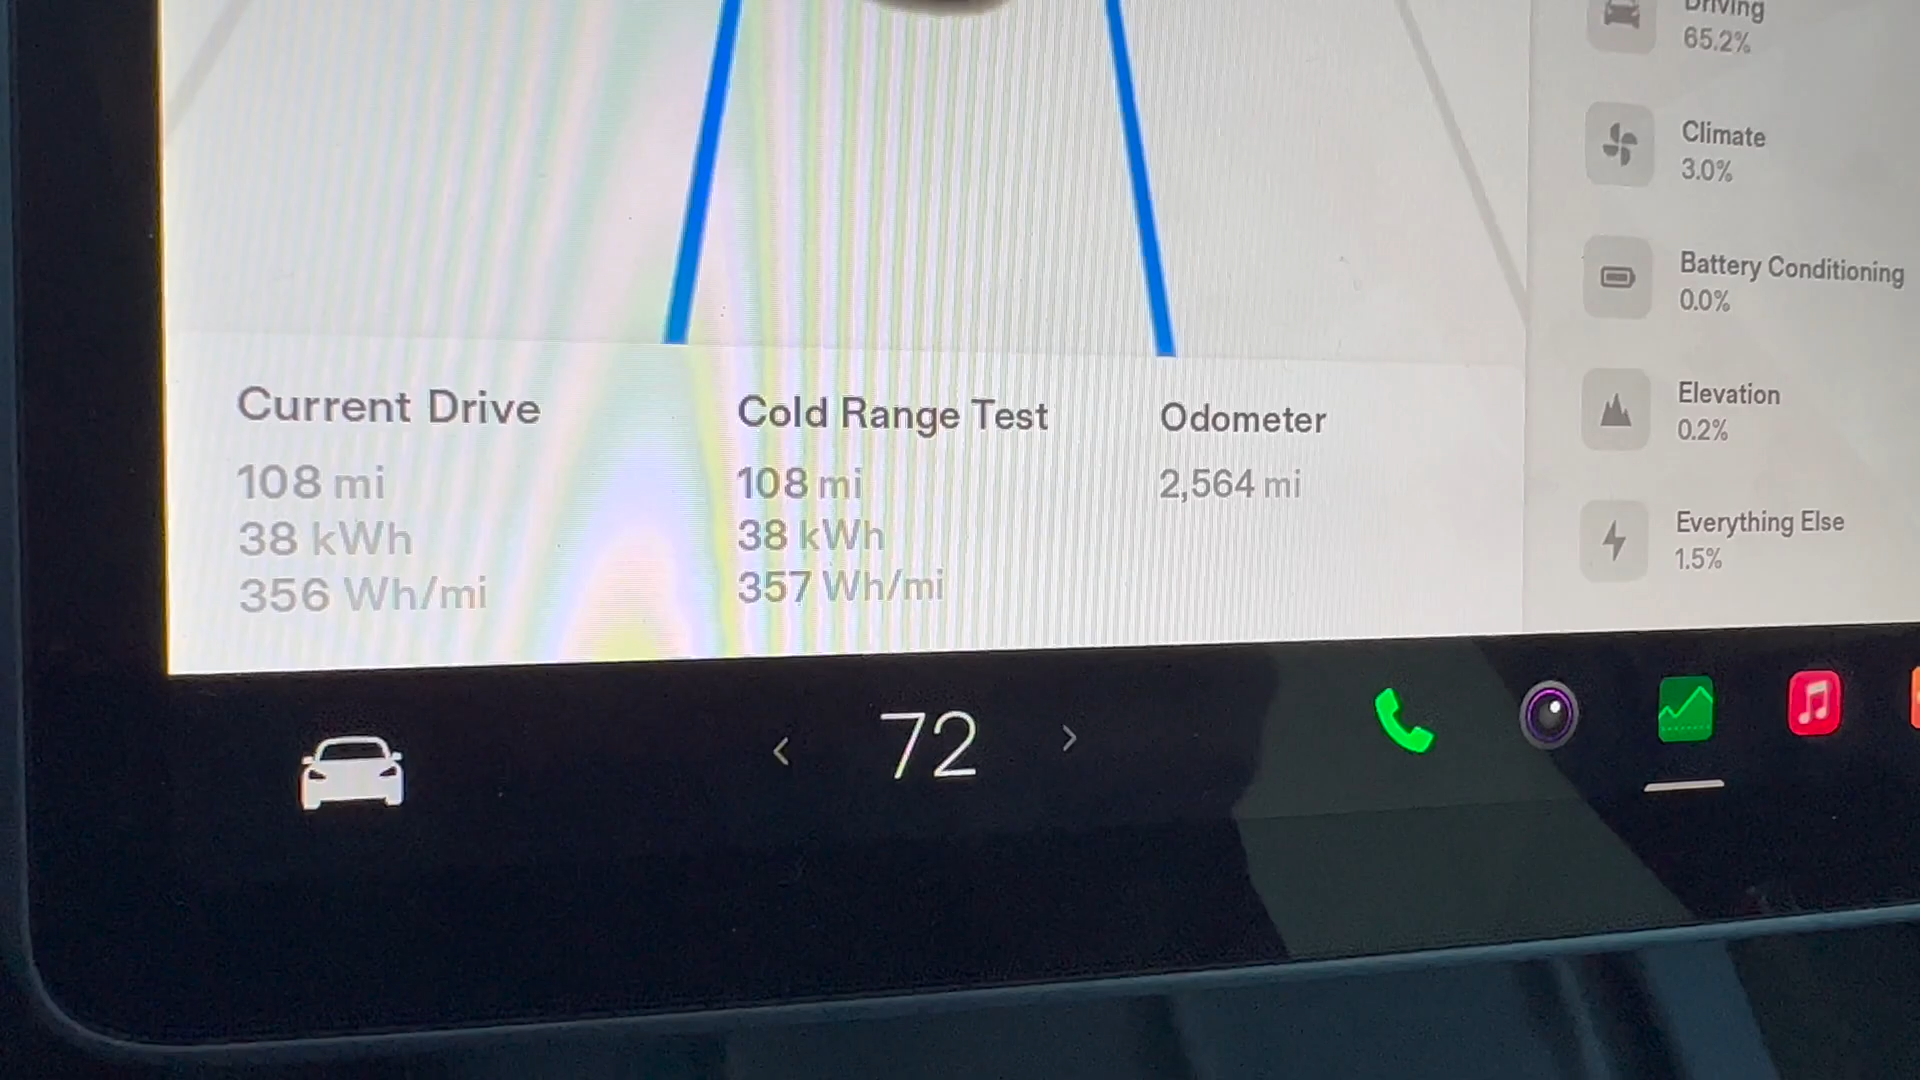 Driving
65.2%
Climate
3.0%
Battery Conditioning
0.0%
Elevation
0.2%
Everything Else
1.5%
Current Drive
108 mi
38 kWh
356 Wh/mi
Cold Range Test
108 mi
38 kWh
357 Wh/mi
Odometer
2,564 mi
72